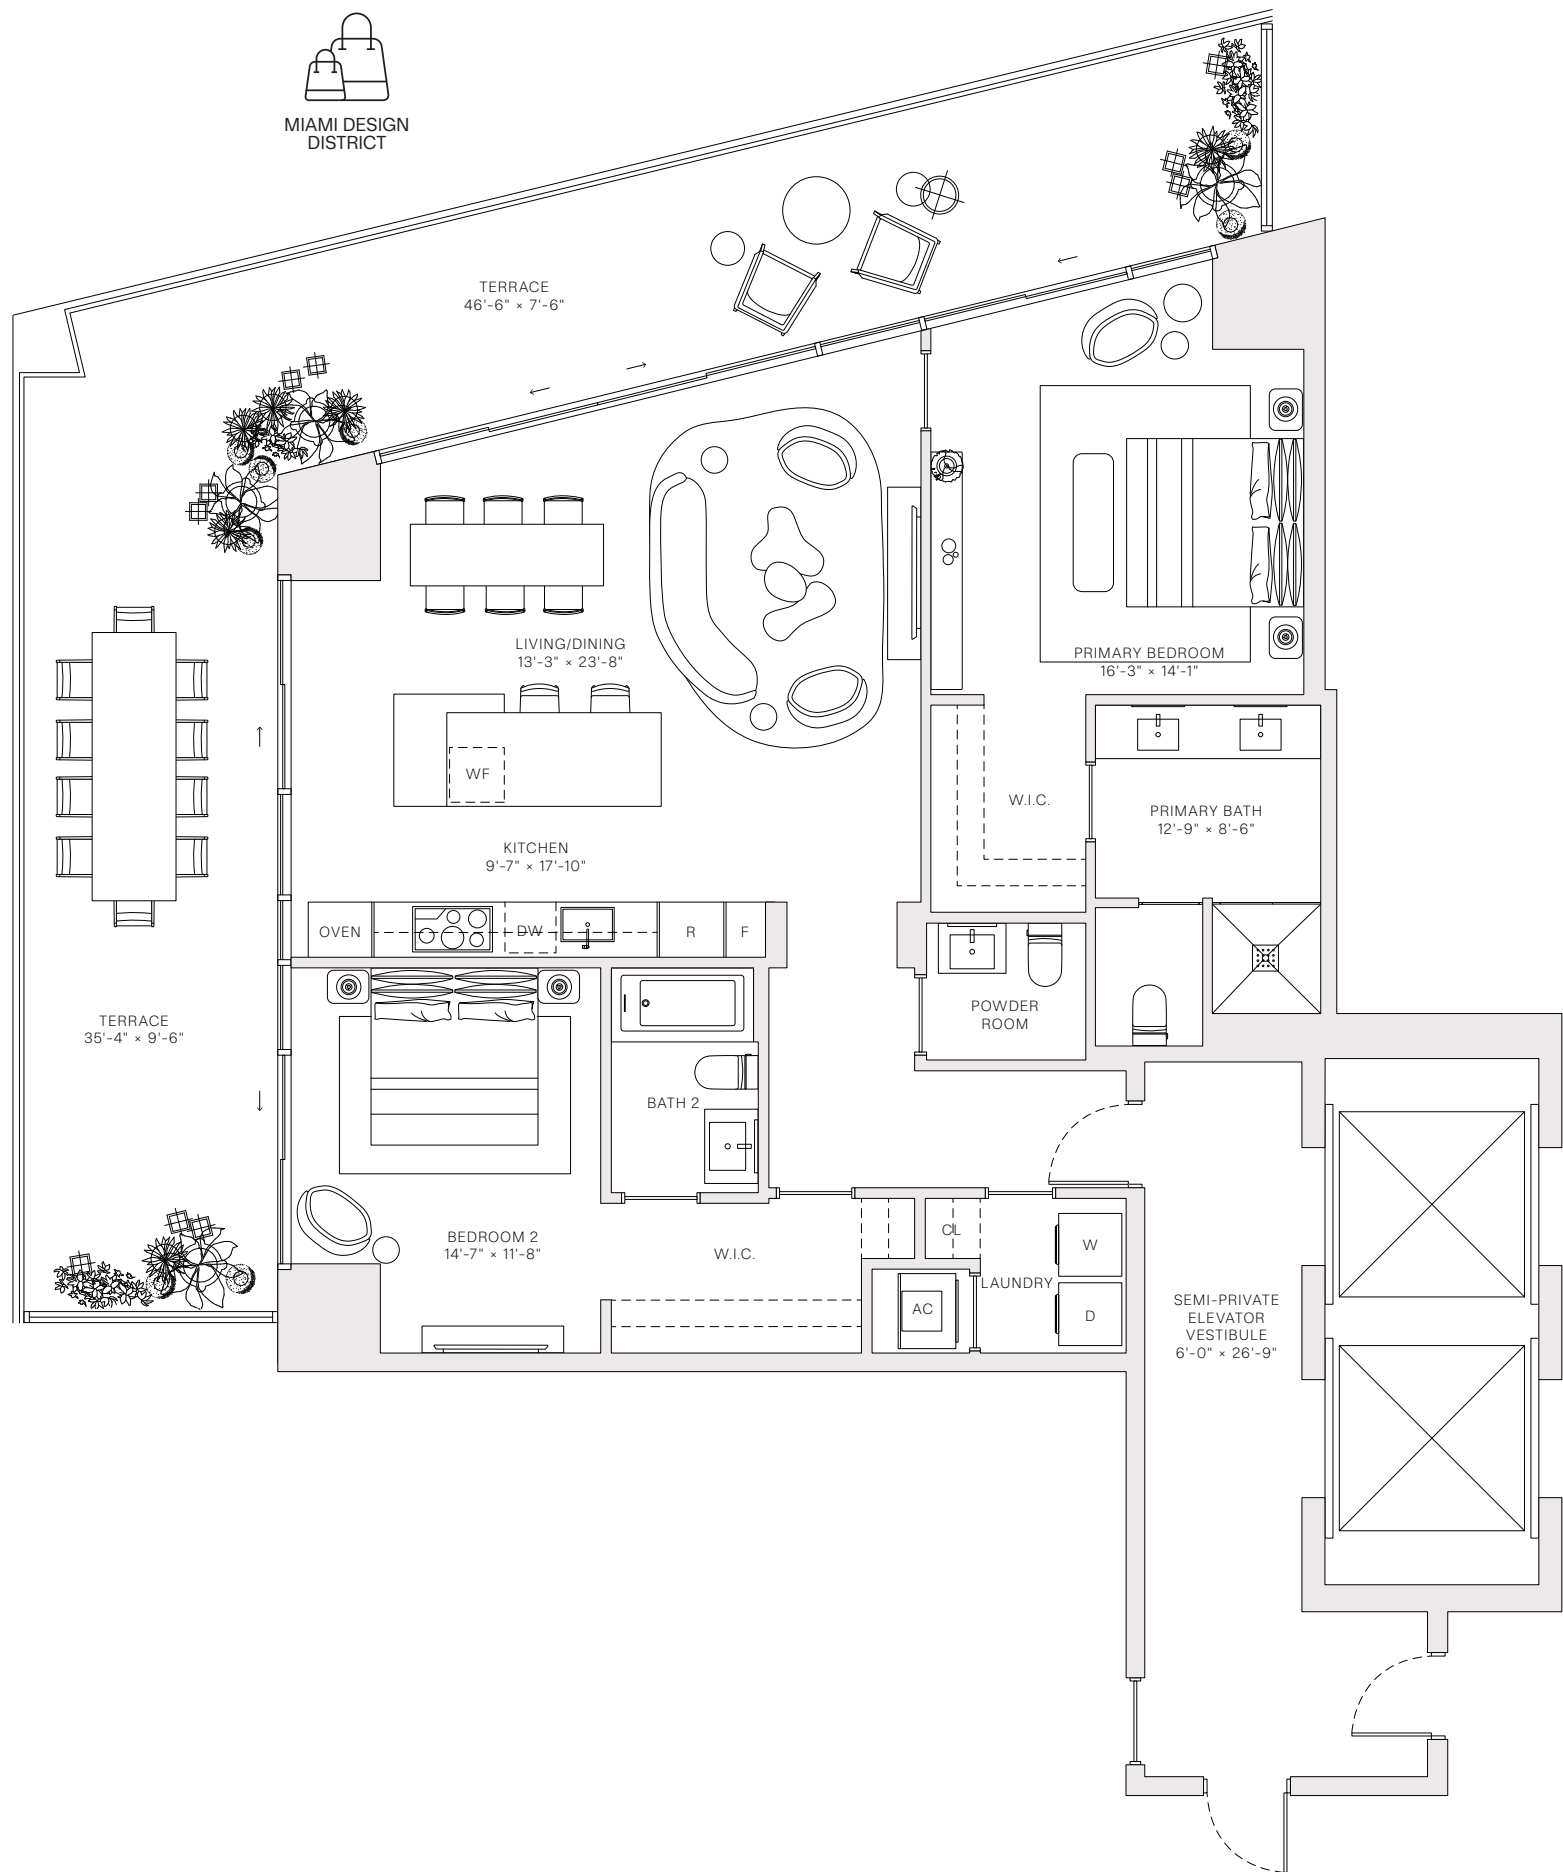 MIAMI DESIGN
DISTRICT
TERRACE
46'-6" × 7'-6"
LIVING/DINING
13'-3" × 23'-8"
PRIMARY BEDROOM
16'-3" × 14'-1"
WF
W.I.C.
PRIMARY BATH
12'-9" × 8'-6"
KITCHEN
9'-7" × 17'-10"
OVEN
DW
R
F
TERRACE
35'-4" × 9'-6"
POWDER
ROOM
BATH 2
BEDROOM 2
14'-7" × 11'-8"
W.I.C.
CL
W
LAUNDRY
AC
D
SEMI-PRIVATE
ELEVATOR
VESTIBULE
6'-0" × 26'-9"